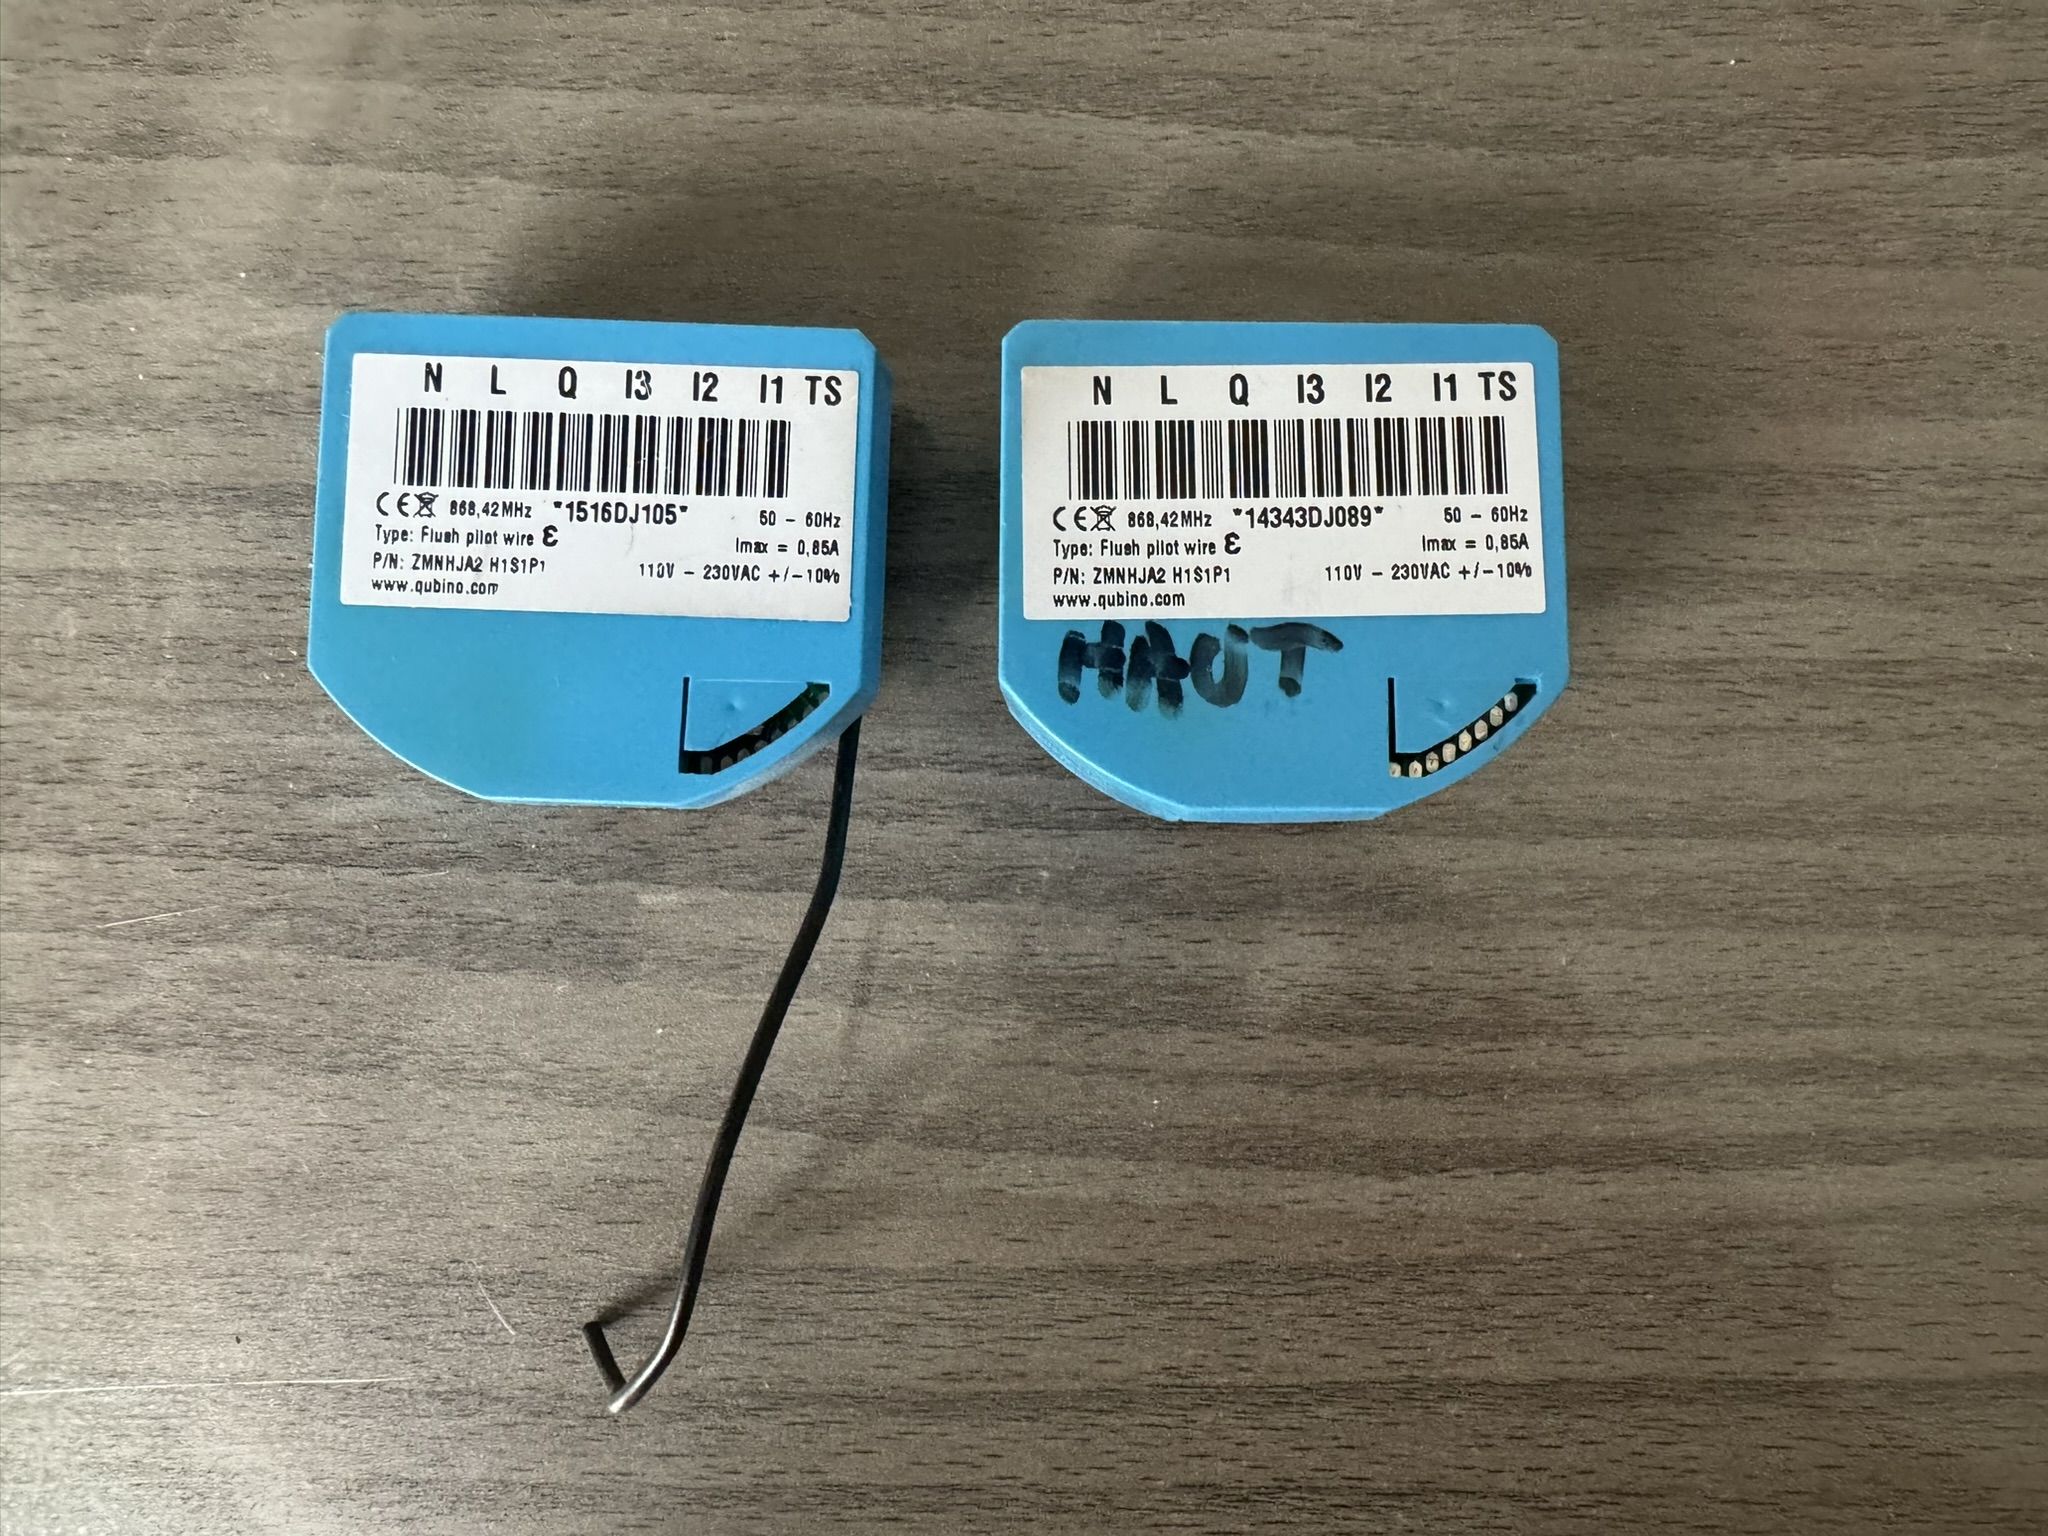 N L Q I3 I2 I1 TS
CE 868,42MHz *1516DJ105* 50 - 60Hz
Type: Flush pilot wire ε Imax = 0,85A
P/N: ZMNHJA2 H1S1P1 110V - 230VAC +/-10%
www.qubino.com
N L Q I3 I2 I1 TS
CE 868,42MHz *14343DJ089* 50 - 60Hz
Type: Flush pilot wire ε Imax = 0,85A
P/N: ZMNHJA2 H1S1P1 110V - 230VAC +/-10%
www.qubino.com
HAUT